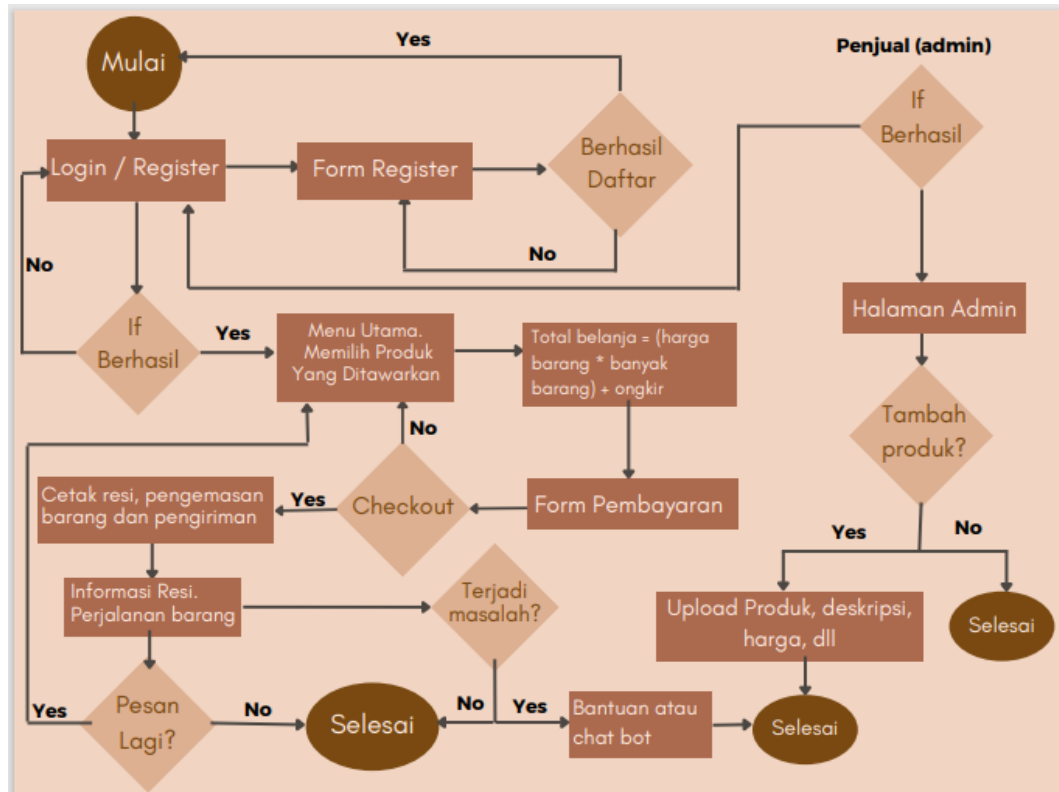 Yes
Penjual (admin)
Mulai
If
Berhasil
Berhasil
Daftar
Login / Register
Form Register
No
No
Halaman Admin
If
Berhasil
Yes
Menu Utama.
Memilih Produk
Yang Ditawarkan
Total belanja = (harga
barang * banyak
barang) + ongkir
Tambah
produk?
No
Cetak resi, pengemasan
barang dan pengiriman
Yes
Checkout
Form Pembayaran
Yes
No
Informasi Resi.
Perjalanan barang
Terjadi
masalah?
Upload Produk, deskripsi,
harga, dll
Selesai
Yes
Pesan
Lagi?
No
Selesai
No
Yes
Bantuan atau
chat bot
Selesai